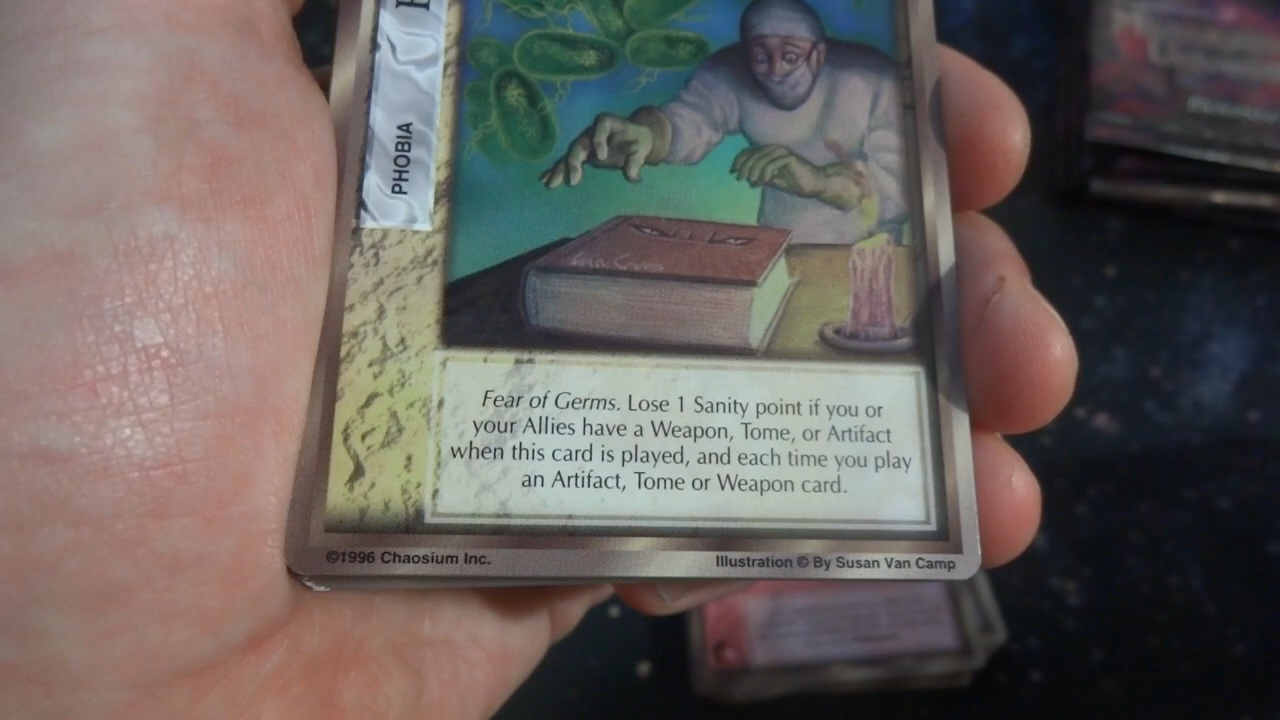 PHOBIA
Fear of Germs. Lose 1 Sanity point if you or
your Allies have a Weapon, Tome, or Artifact
when this card is played, and each time you play
an Artifact, Tome or Weapon card.
©1996 Chaosium Inc.
Illustration © By Susan Van Camp